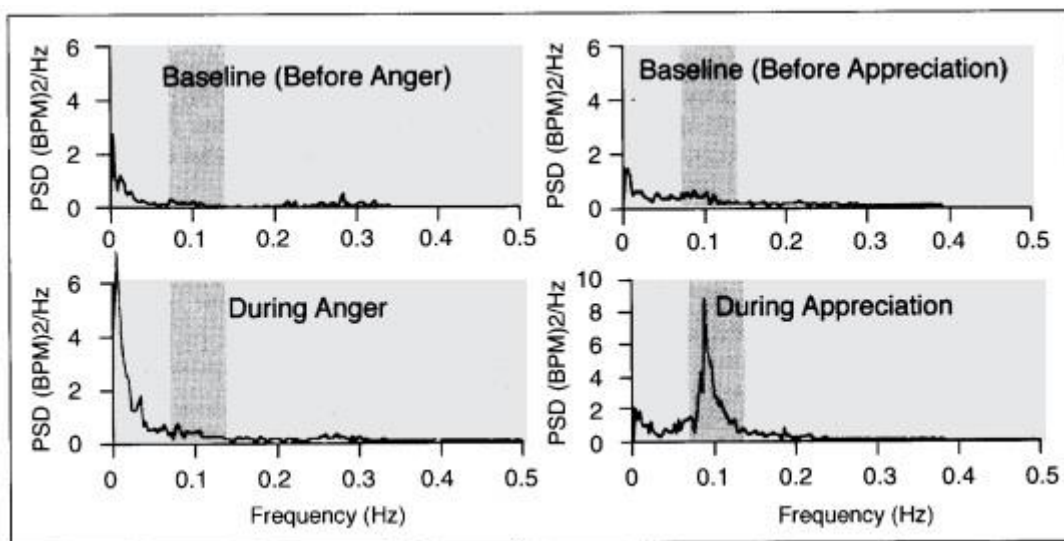 Baseline (Before Anger)
PSD (BPM)2/Hz
6
4
2
0
0 0.1 0.2 0.3 0.4 0.5
Baseline (Before Appreciation)
PSD (BPM)2/Hz
6
4
2
0
0 0.1 0.2 0.3 0.4 0.5
During Anger
PSD (BPM)2/Hz
6
4
2
0
0 0.1 0.2 0.3 0.4 0.5
Frequency (Hz)
During Appreciation
PSD (BPM)2/Hz
10
8
6
4
2
0
0 0.1 0.2 0.3 0.4 0.5
Frequency (Hz)